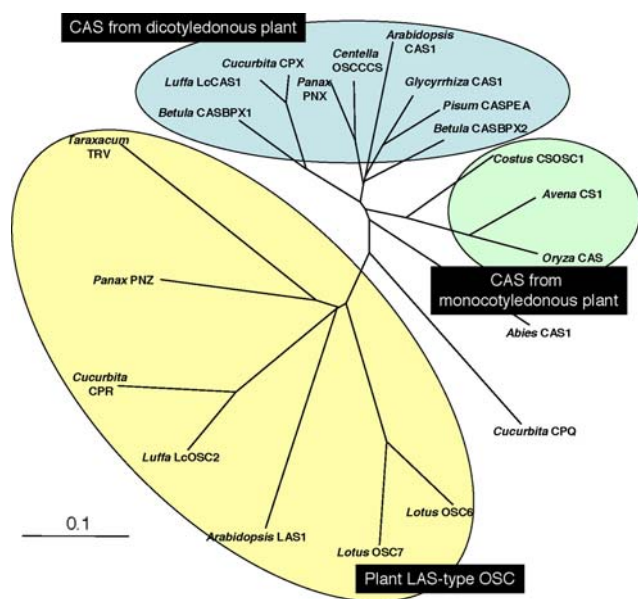 CAS from dicotyledonous plant
Arabidopsis
CAS1
Centella
OSCCCS
Cucurbita CPX
Luffa LcCAS1
Panax
PNX
Glycyrrhiza CAS1
Pisum CASPEA
Betula CASBPX1
Betula CASBPX2
Taraxacum
TRV
Costus CSOSC1
Avena CS1
Oryza CAS
Panax PNZ
CAS from
monocotyledonous plant
Abies CAS1
Cucurbita
CPR
Cucurbita CPQ
Luffa LcOSC2
Lotus OSC6
0.1
Arabidopsis LAS1
Lotus OSC7
Plant LAS-type OSC